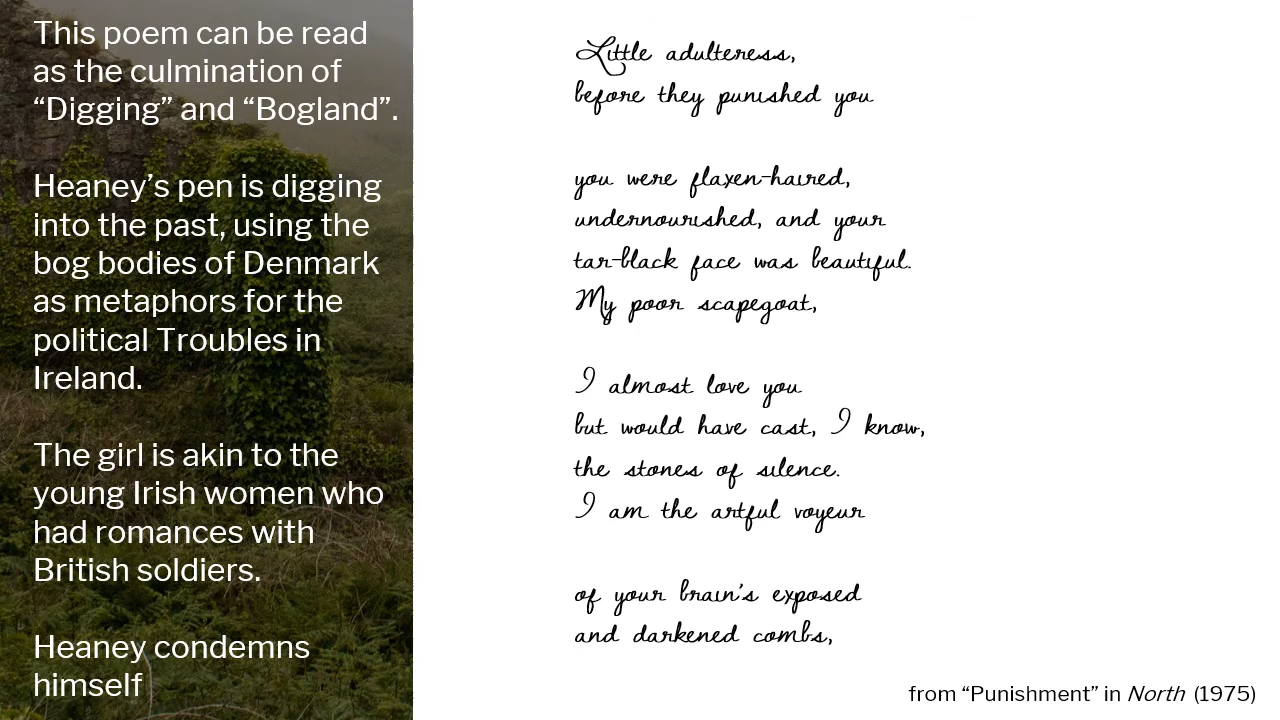 This poem can be read
as the culmination of
“Digging” and “Bogland”.
Heaney’s pen is digging
into the past, using the
bog bodies of Denmark
as metaphors for the
political Troubles in
Ireland.
The girl is akin to the
young Irish women who
had romances with
British soldiers.
Heaney condemns
himself
Little adulteress,
before they punished you
you were flaxen-haired,
undernourished, and your
tar-black face was beautiful.
My poor scapegoat,
I almost love you
but would have cast, I know,
the stones of silence.
I am the artful voyeur
of your brain’s exposed
and darkened combs,
from “Punishment” in North (1975)